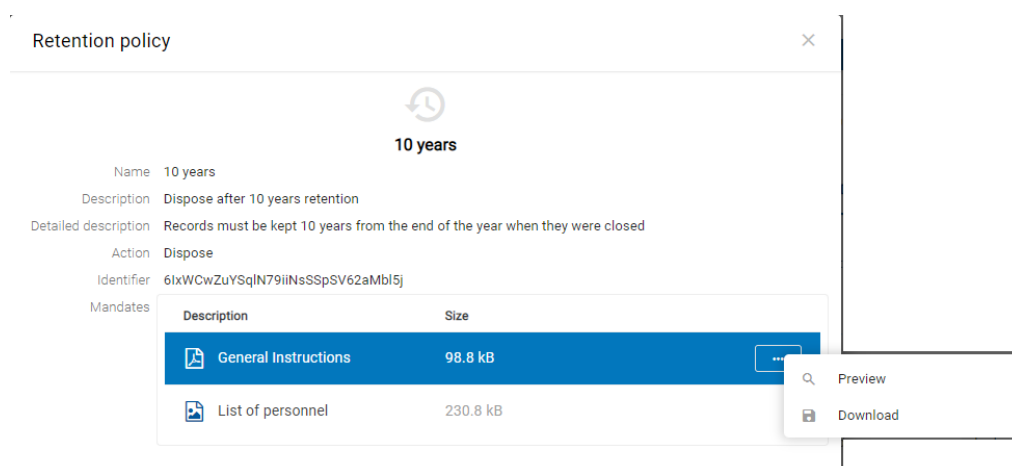 Retention policy
10 years
Name 10 years
Description Dispose after 10 years retention
Detailed description Records must be kept 10 years from the end of the year when they were closed
Action Dispose
Identifier 6IxWCwZuYSqlN79iiNsSSpSV62aMbl5j
Mandates
Description Size
General Instructions 98.8 kB
Preview
List of personnel 230.8 kB
Download